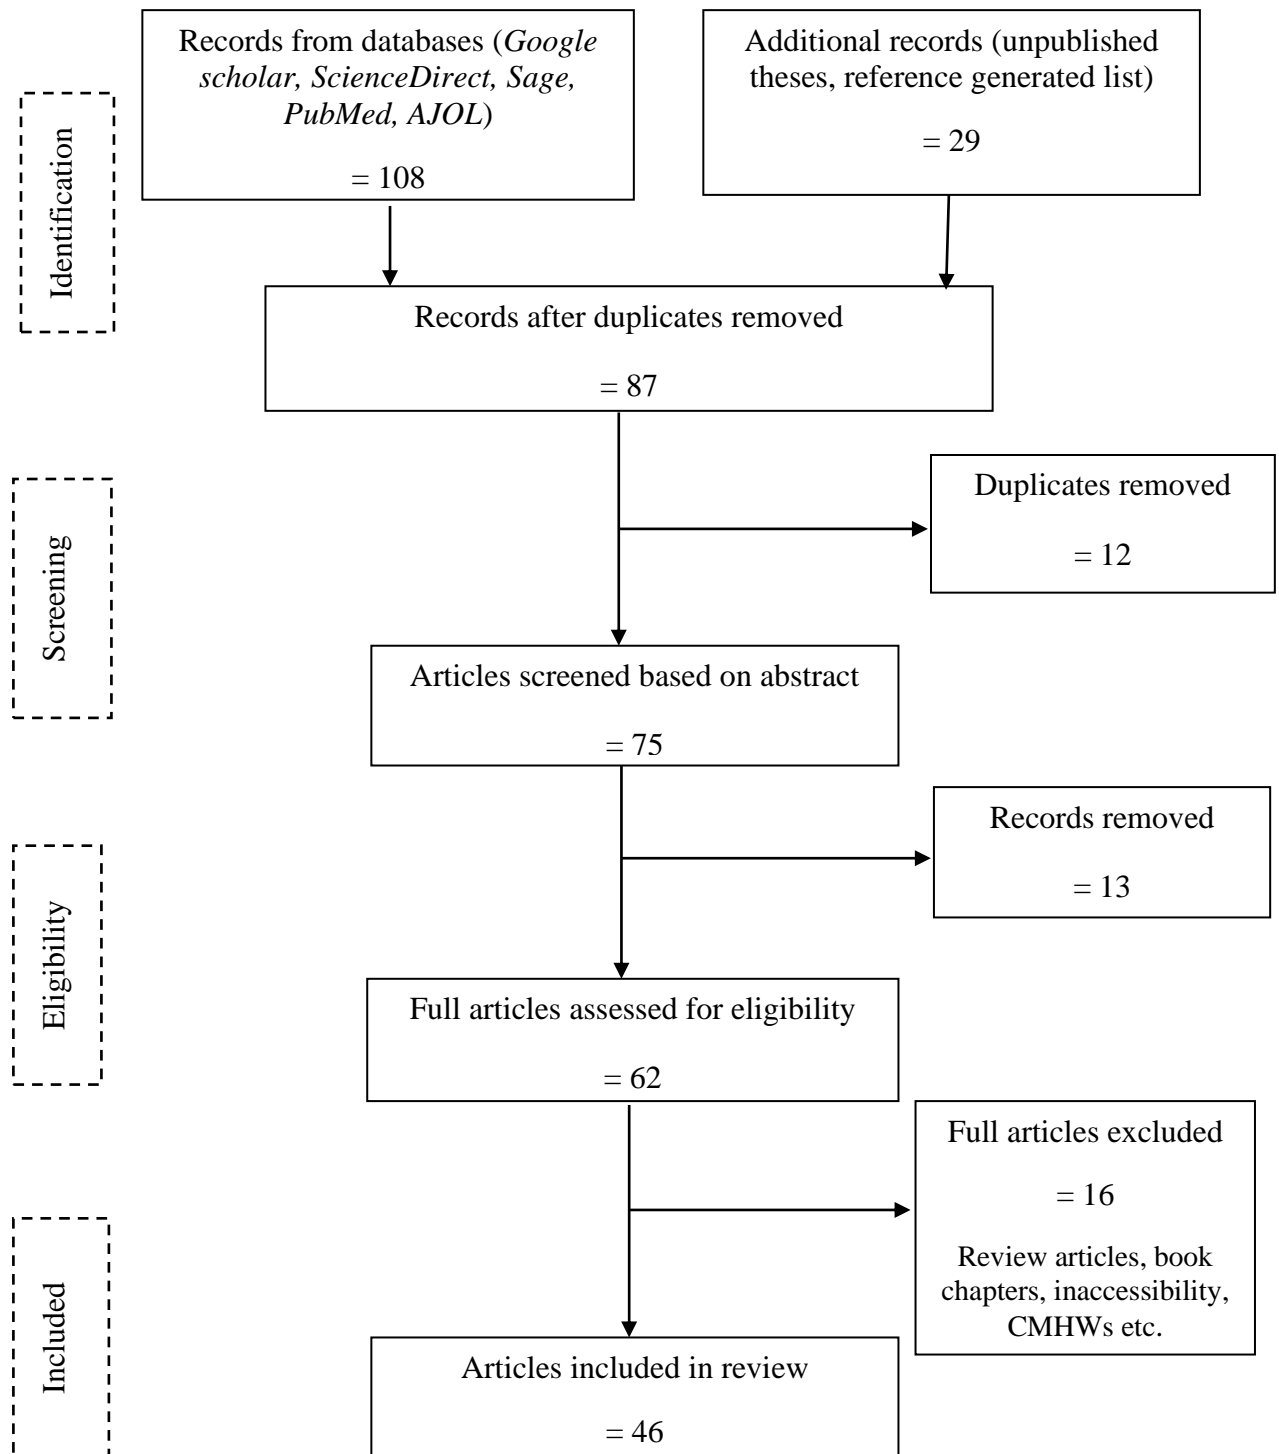 Records from databases (Google
scholar, ScienceDirect, Sage,
PubMed, AJOL)
= 108
Additional records (unpublished
theses, reference generated list)
= 29
Identification
Records after duplicates removed
= 87
Duplicates removed
= 12
Screening
Articles screened based on abstract
= 75
Records removed
= 13
Eligibility
Full articles assessed for eligibility
= 62
Full articles excluded
= 16
Review articles, book
chapters, inaccessibility,
CMHWs etc.
Included
Articles included in review
= 46